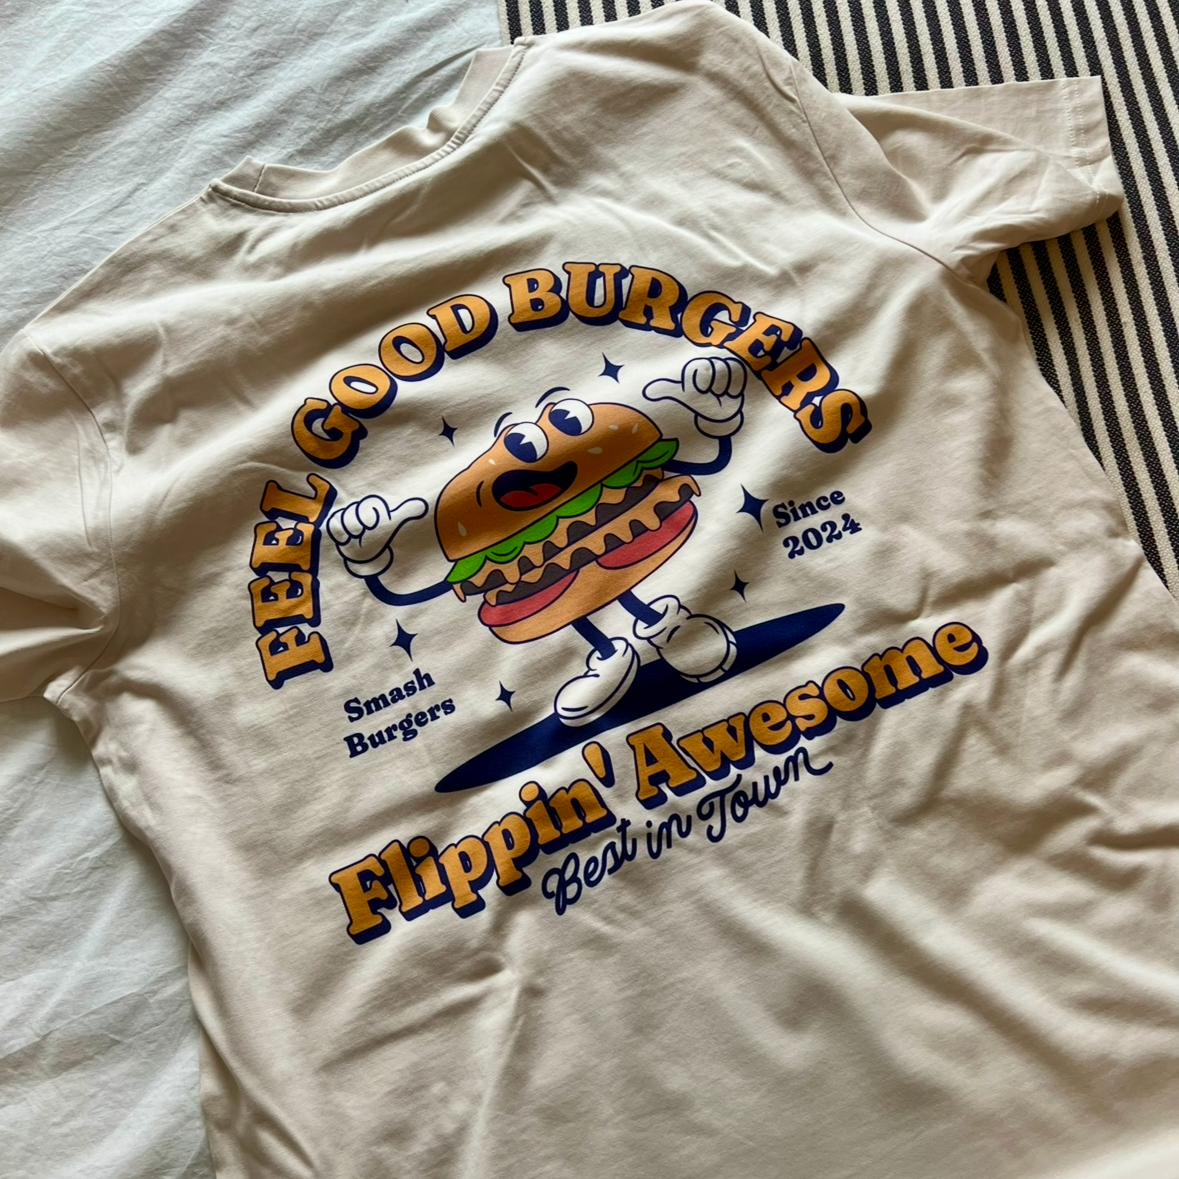 FEEL GOOD BURGERS
Since
2024
Smash
Burgers
Flippin' Awesome
Best in Town